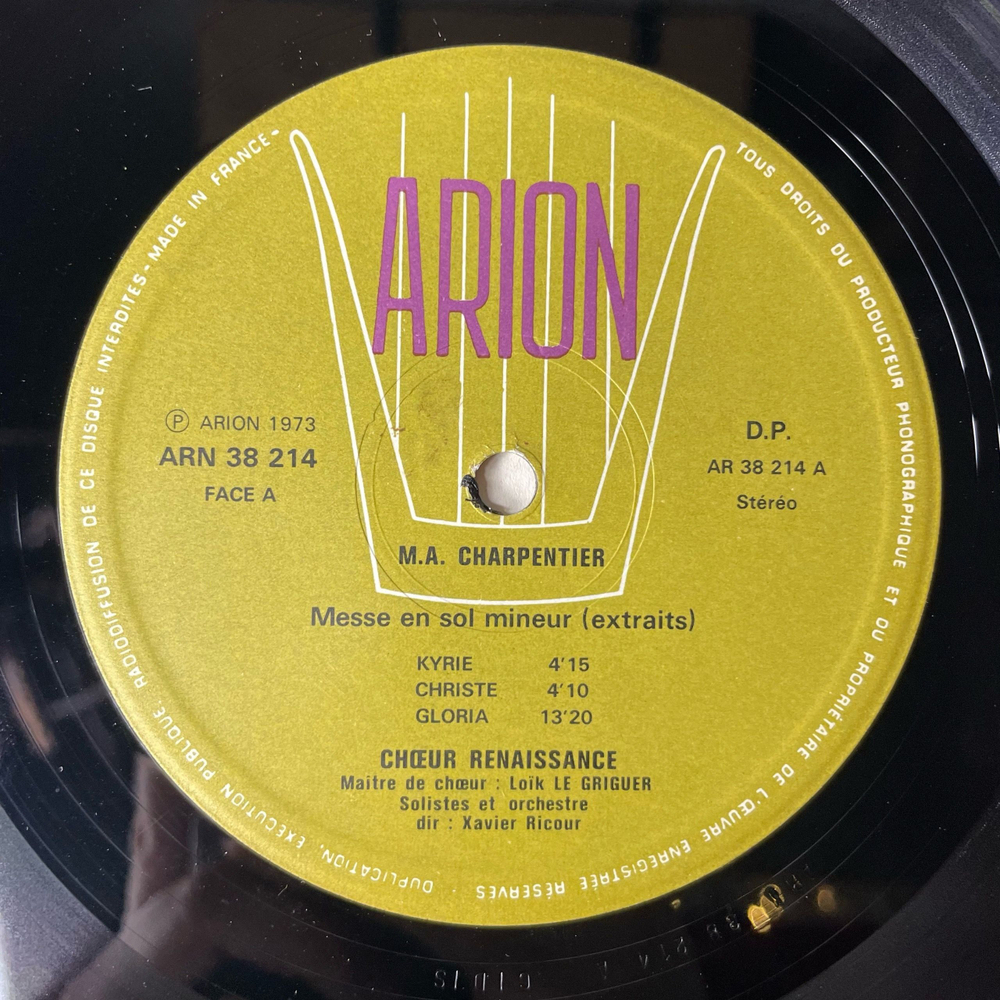 ARION
TOUS DROITS DU PRODUCTEUR PHONOGRAPHIQUE ET DU PROPRIÉTAIRE DE L'ŒUVRE ENREGISTRÉE RÉSERVÉS - DUPLICATION, EXÉCUTION PUBLIQUE, RADIODIFFUSION DE CE DISQUE INTERDITES - MADE IN FRANCE -
Ⓟ ARION 1973
ARN 38 214
FACE A
D.P.
AR 38 214 A
Stéréo
M.A. CHARPENTIER
Messe en sol mineur (extraits)
KYRIE 4'15
CHRISTE 4'10
GLORIA 13'20
CHŒUR RENAISSANCE
Maitre de chœur : Loïk LE GRIGUER
Solistes et orchestre
dir : Xavier Ricour
38 214 A